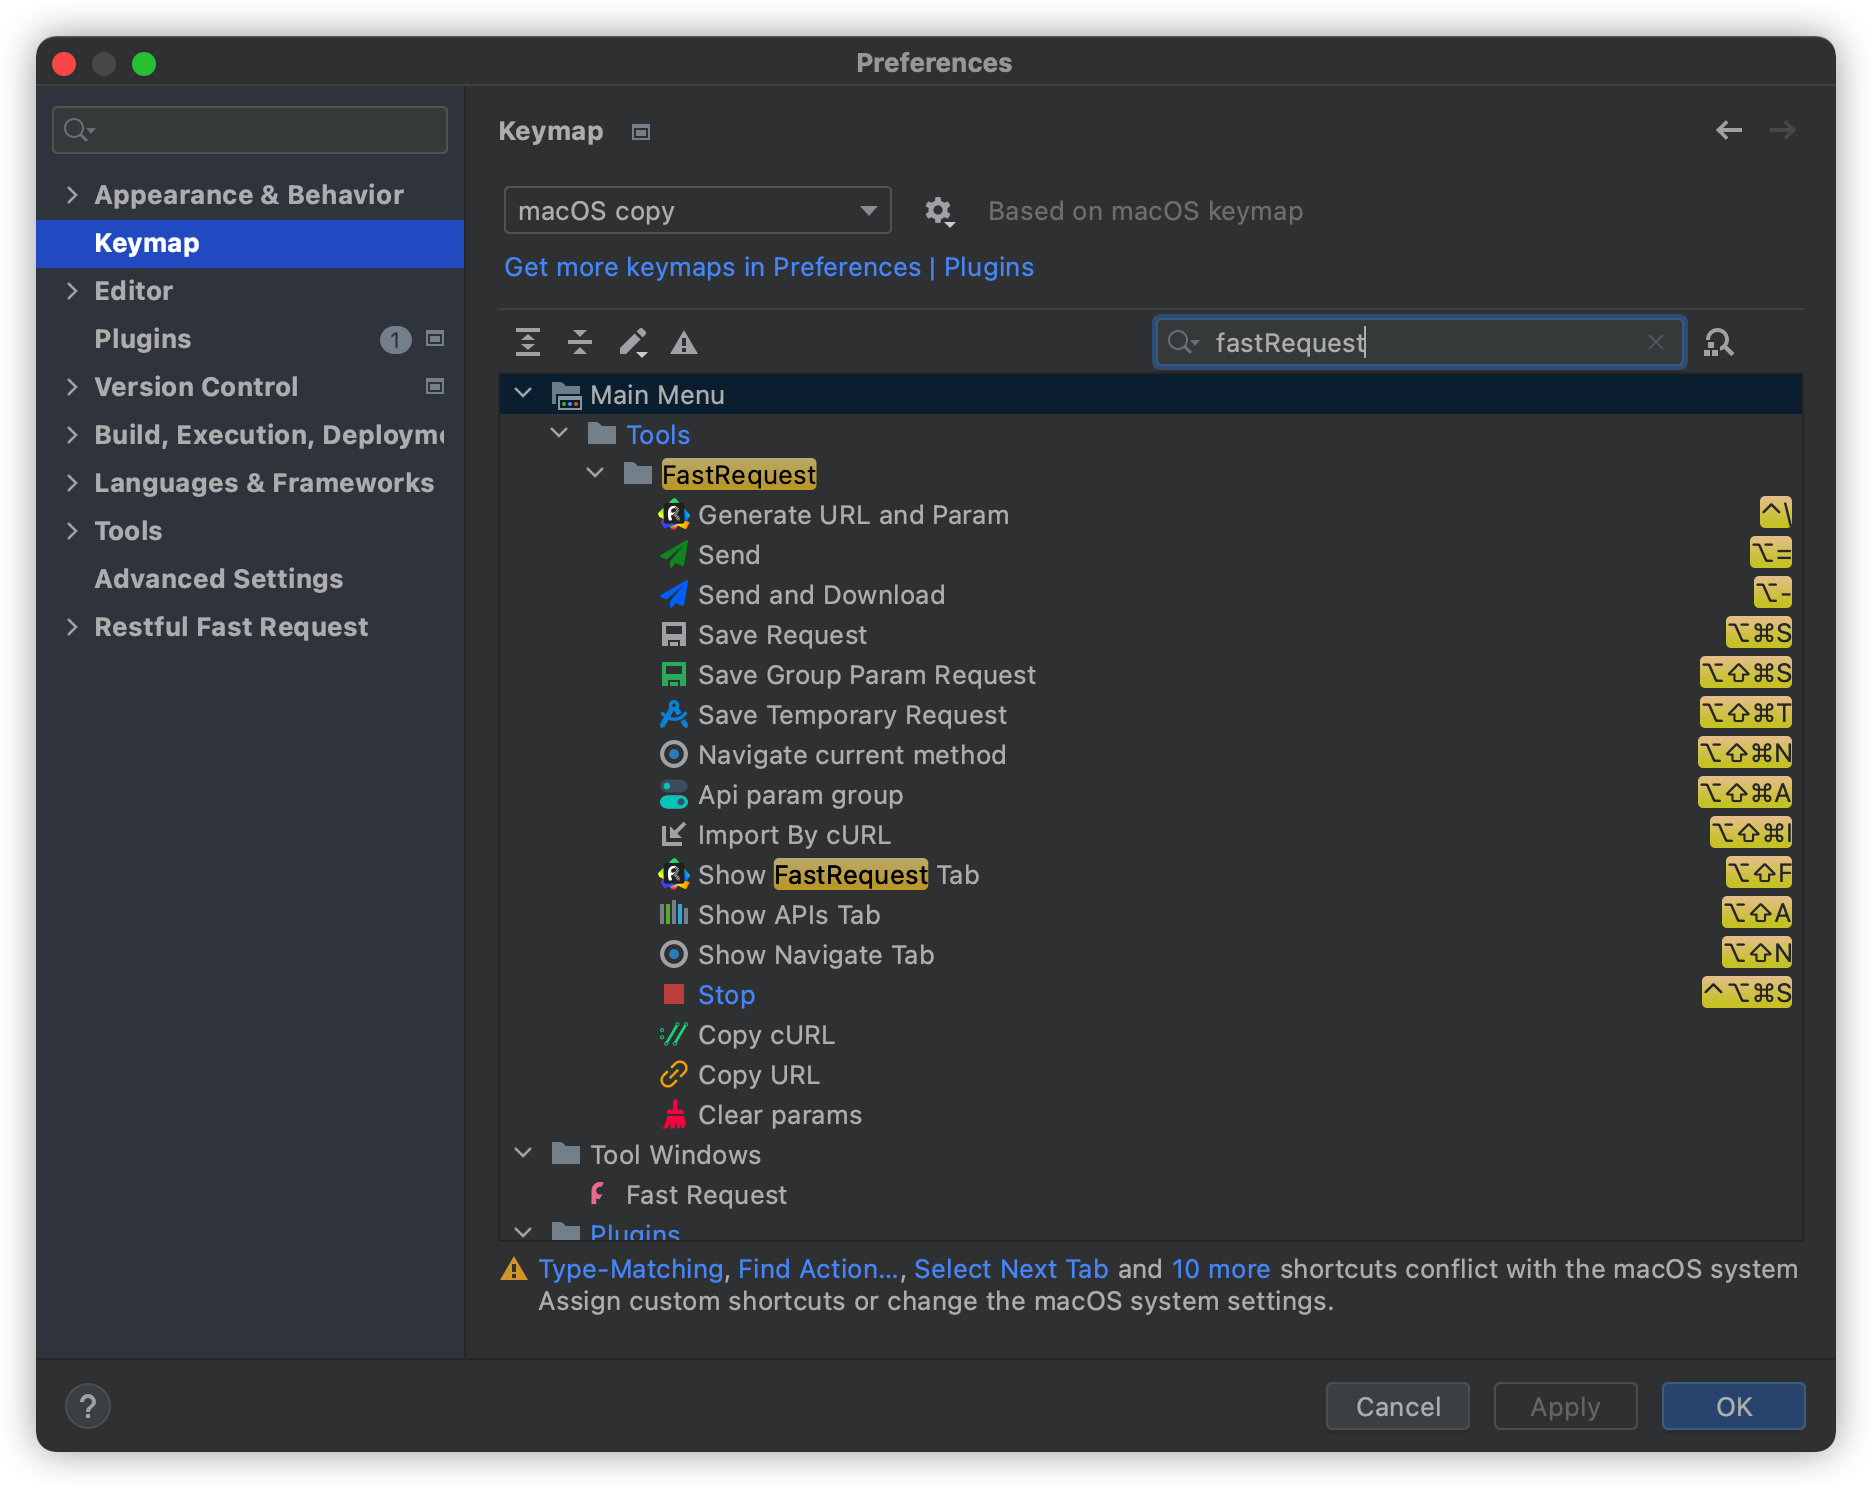 Preferences
Appearance & Behavior
Keymap
Editor
Plugins 1
Version Control
Build, Execution, Deployme
Languages & Frameworks
Tools
Advanced Settings
Restful Fast Request
Keymap
macOS copy
Based on macOS keymap
Get more keymaps in Preferences | Plugins
fastRequest
Main Menu
Tools
FastRequest
Generate URL and Param ^\
Send ⌥=
Send and Download ⌥-
Save Request ⌥⌘S
Save Group Param Request ⌥⇧⌘S
Save Temporary Request ⌥⇧⌘T
Navigate current method ⌥⇧⌘N
Api param group ⌥⇧⌘A
Import By cURL ⌥⇧⌘I
Show FastRequest Tab ⌥⇧F
Show APIs Tab ⌥⇧A
Show Navigate Tab ⌥⇧N
Stop ^⌥⌘S
Copy cURL
Copy URL
Clear params
Tool Windows
Fast Request
Plugins
Type-Matching, Find Action..., Select Next Tab and 10 more shortcuts conflict with the macOS system
Assign custom shortcuts or change the macOS system settings.
?
Cancel
Apply
OK